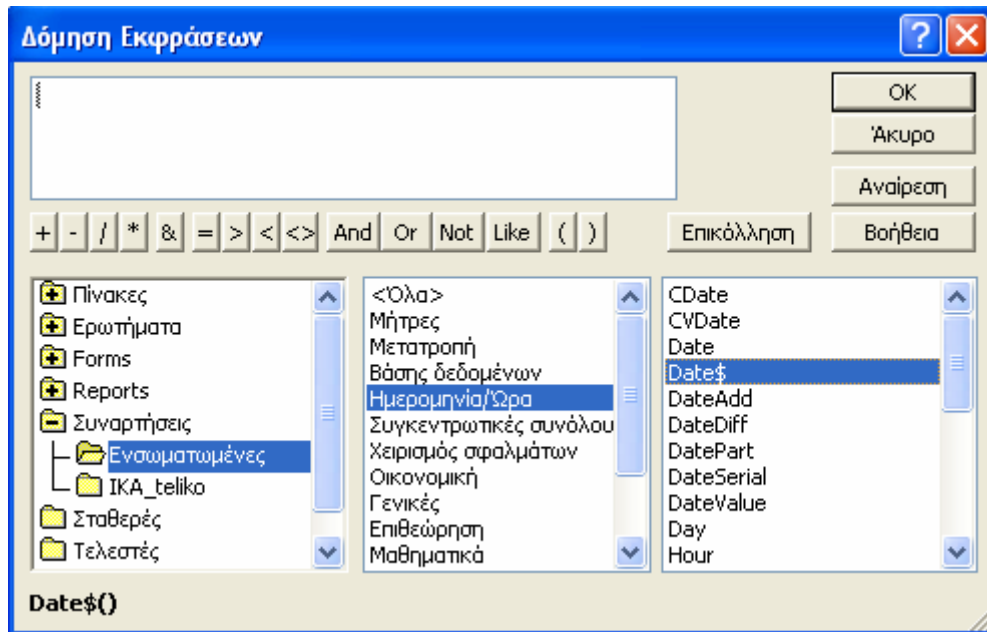 Δόμηση Εκφράσεων
OK
Άκυρο
Αναίρεση
+ - / * & = > < <> And Or Not Like ( ) Επικόλληση Βοήθεια
Πίνακες
Ερωτήματα
Forms
Reports
Συναρτήσεις
Ενσωματωμένες
IKA_teliko
Σταθερές
Τελεστές
<Όλα>
Μήτρες
Μετατροπή
Βάσης δεδομένων
Ημερομηνία/Ώρα
Συγκεντρωτικές συνόλου
Χειρισμός σφαλμάτων
Οικονομική
Γενικές
Επιθεώρηση
Μαθηματικά
CDate
CVDate
Date
Date$
DateAdd
DateDiff
DatePart
DateSerial
DateValue
Day
Hour
Date$()